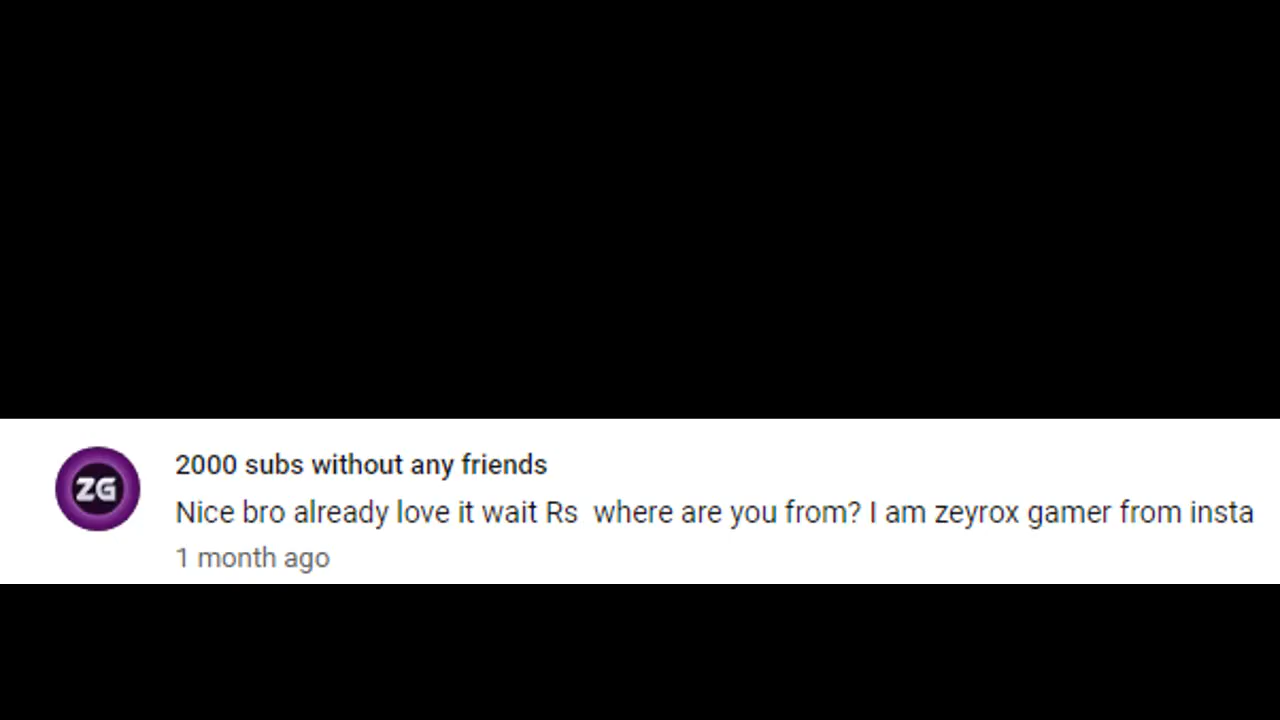 ZG
2000 subs without any friends
Nice bro already love it wait Rs  where are you from? I am zeyrox gamer from insta
1 month ago